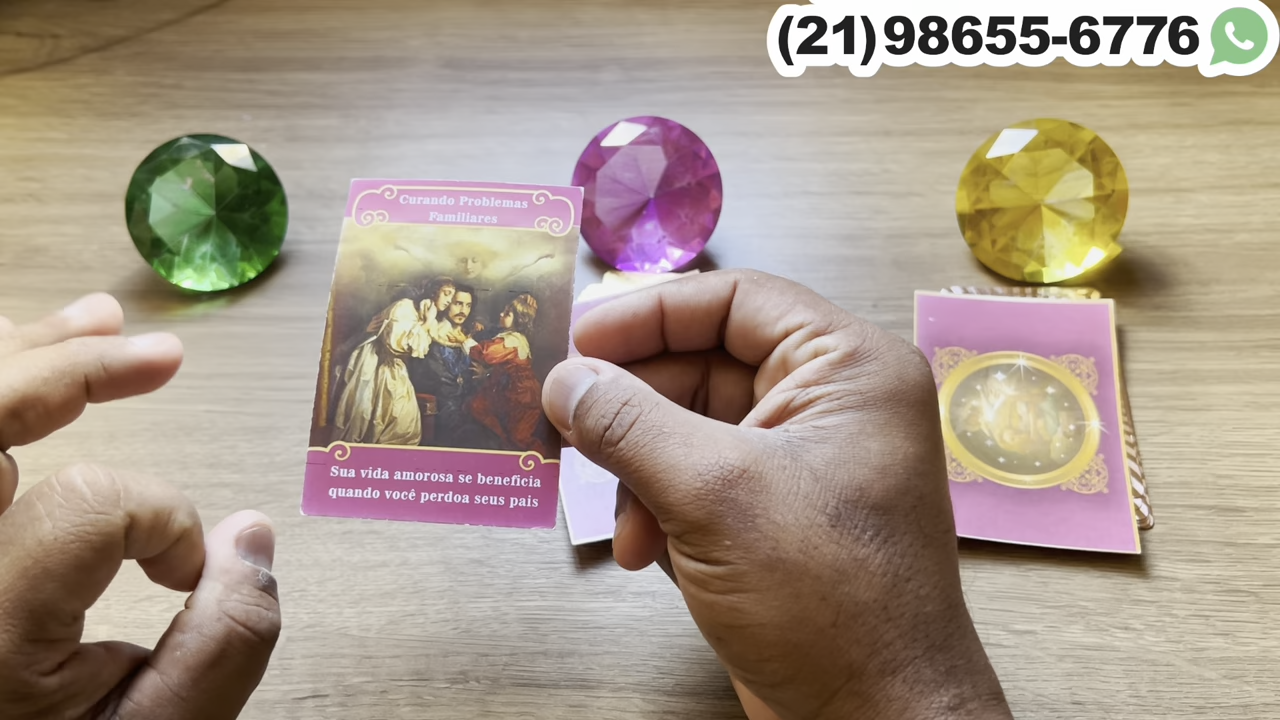 (21)98655-6776
Curando Problemas
Familiares
Sua vida amorosa se beneficia
quando você perdoa seus pais